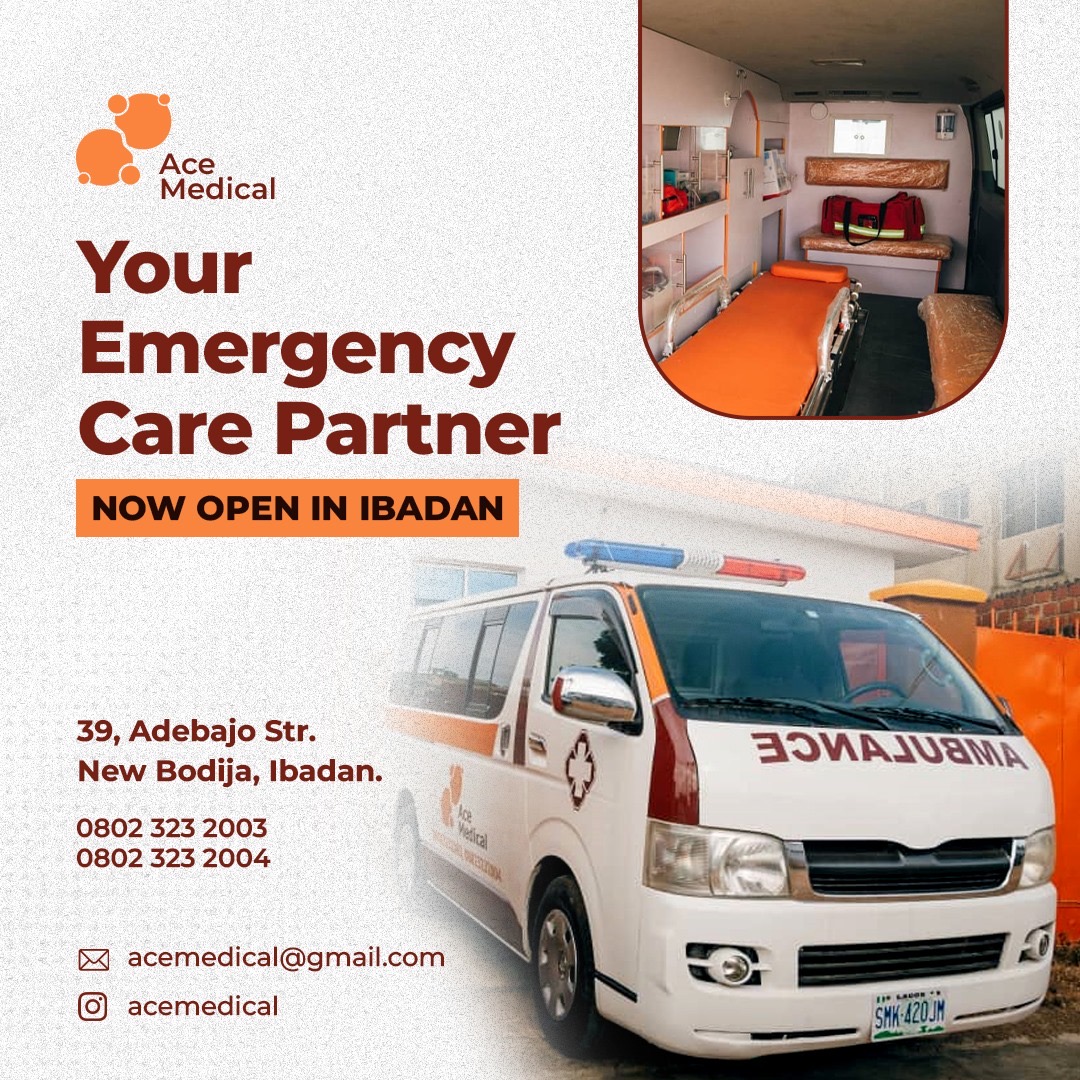 Ace
Medical
Your
Emergency
Care Partner
NOW OPEN IN IBADAN
39, Adebajo Str.
New Bodija, Ibadan.
0802 323 2003
0802 323 2004
acemedical@gmail.com
acemedical
AMBULANCE
Ace
Medical
LAGOS
SMK-420JM